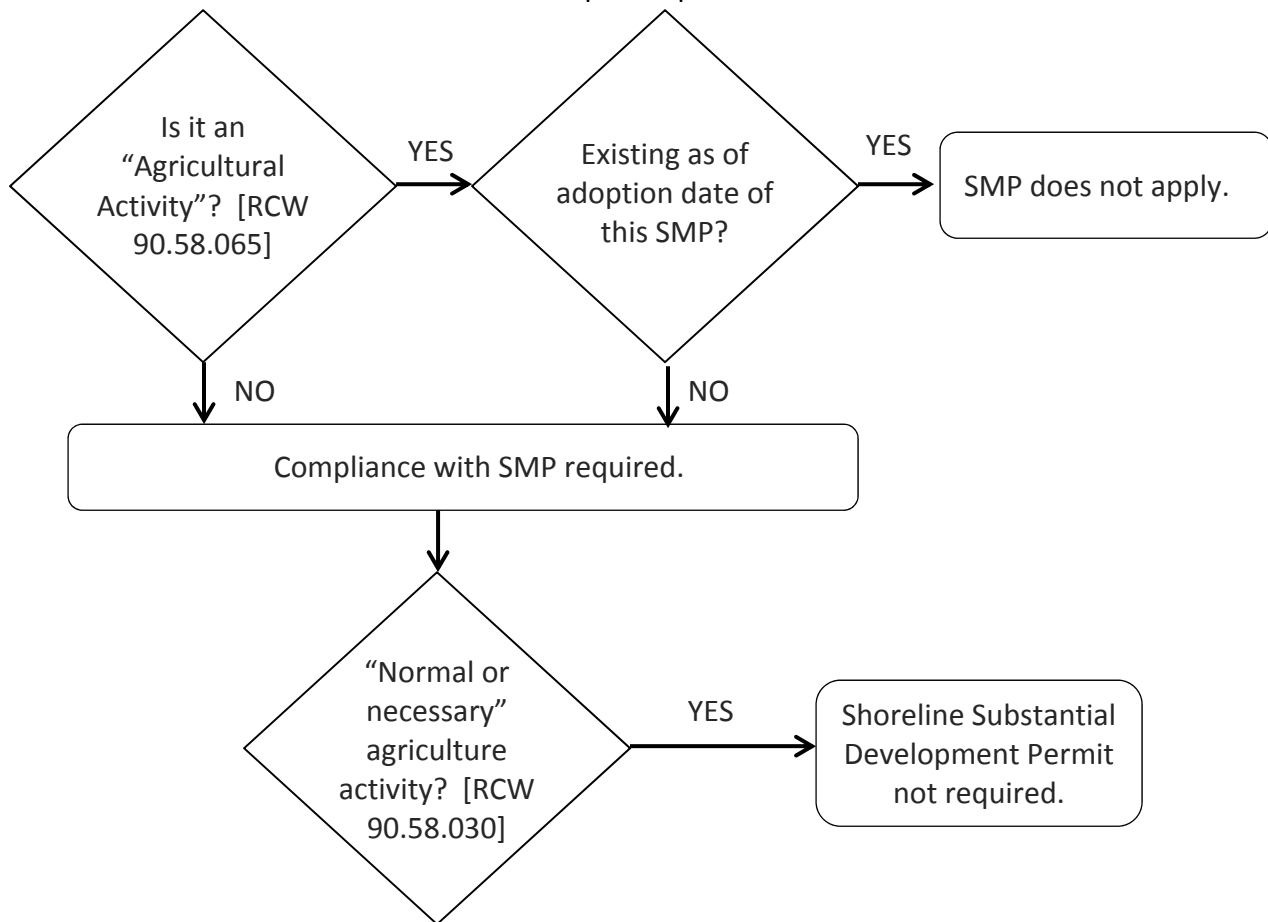 Is it an
“Agricultural
Activity”? [RCW
90.58.065]
YES
Existing as of
adoption date of
this SMP?
YES
SMP does not apply.
NO
NO
Compliance with SMP required.
“Normal or
necessary”
agriculture
activity? [RCW
90.58.030]
YES
Shoreline Substantial
Development Permit
not required.